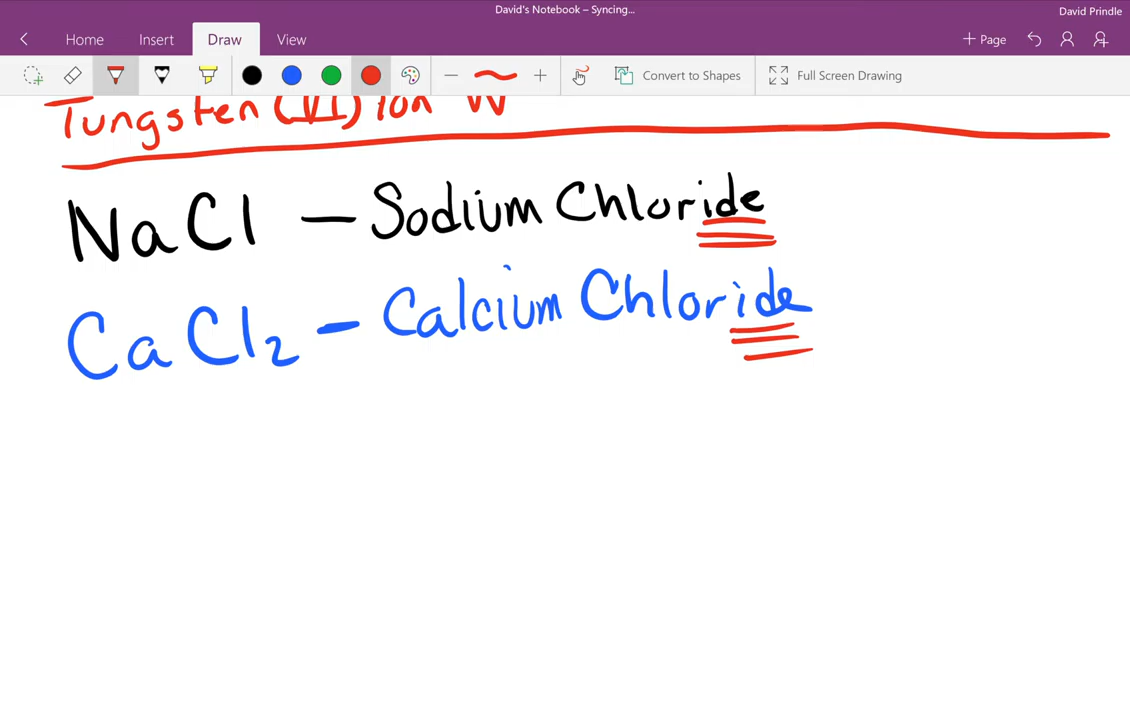 David's Notebook – Syncing...
David Prindle
Home Insert Draw View + Page
Convert to Shapes Full Screen Drawing
Tungsten (VI) ion W
NaCl – Sodium Chloride
CaCl₂ – Calcium Chloride